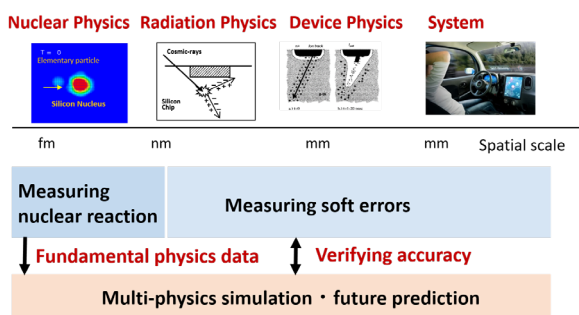 Nuclear Physics Radiation Physics Device Physics System
T = 0
Elementary particle
Silicon Nucleus
Cosmic-rays
Silicon
Chip
fm nm mm mm Spatial scale
Measuring
nuclear reaction
Measuring soft errors
Fundamental physics data
Verifying accuracy
Multi-physics simulation・future prediction